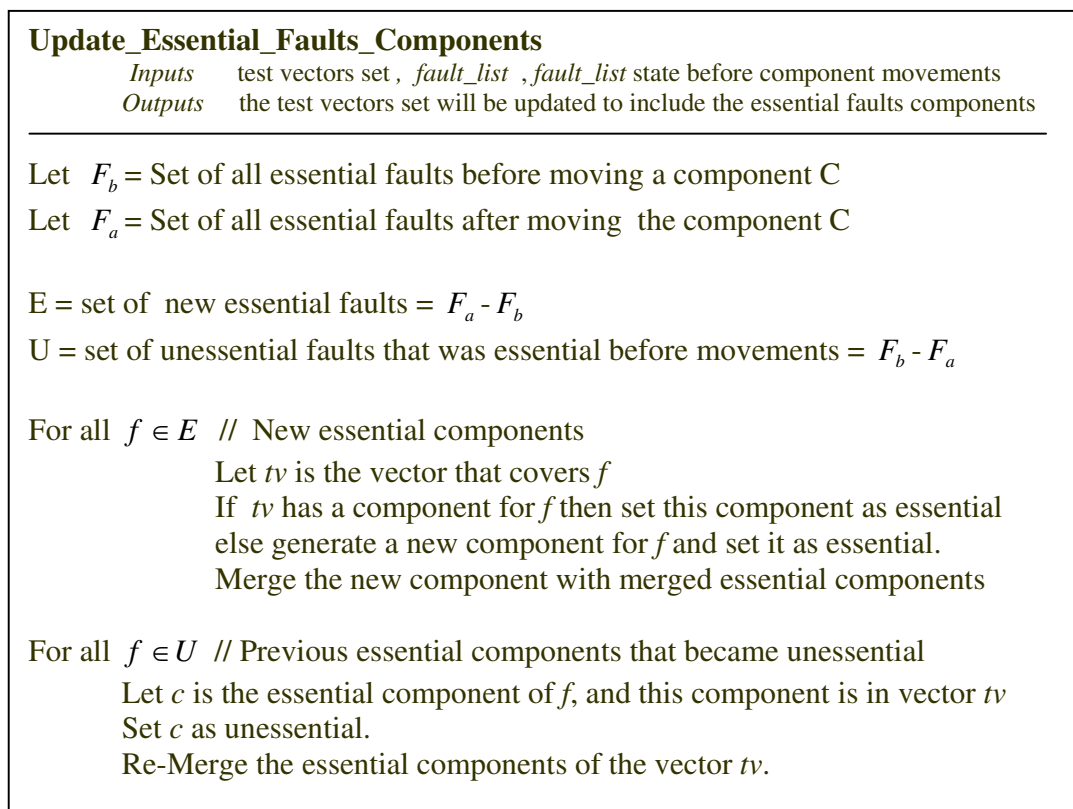 Update_Essential_Faults_Components
Inputs test vectors set , fault_list , fault_list state before component movements
Outputs the test vectors set will be updated to include the essential faults components
Let F_b = Set of all essential faults before moving a component C
Let F_a = Set of all essential faults after moving the component C
E = set of new essential faults = F_a - F_b
U = set of unessential faults that was essential before movements = F_b - F_a
For all f ∈ E // New essential components
Let tv is the vector that covers f
If tv has a component for f then set this component as essential
else generate a new component for f and set it as essential.
Merge the new component with merged essential components
For all f ∈ U // Previous essential components that became unessential
Let c is the essential component of f, and this component is in vector tv
Set c as unessential.
Re-Merge the essential components of the vector tv.